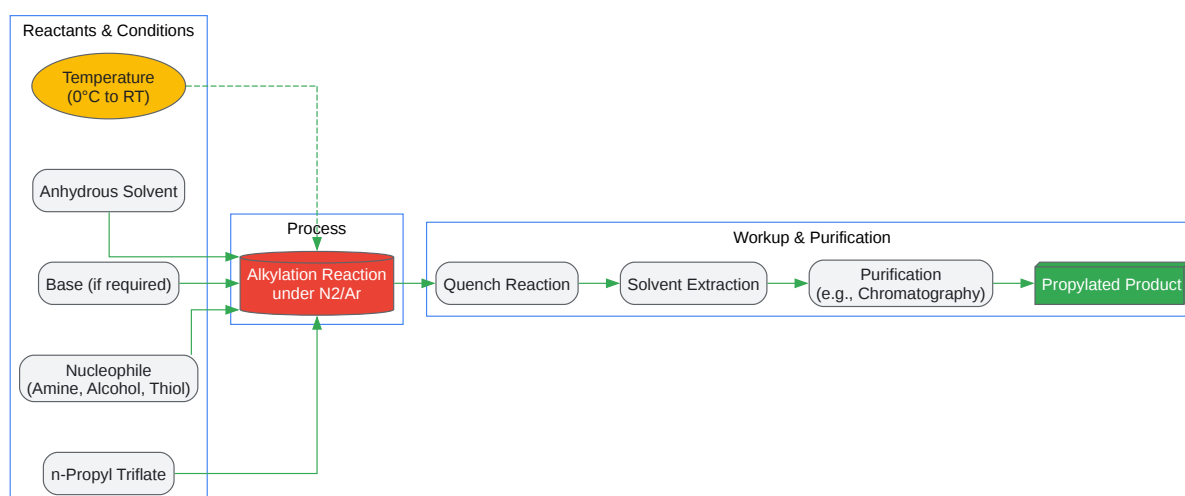 Reactants & Conditions
Temperature
(0°C to RT)
Anhydrous Solvent
Base (if required)
Nucleophile
(Amine, Alcohol, Thiol)
n-Propyl Triflate
Process
Alkylation Reaction
under N2/Ar
Workup & Purification
Quench Reaction
Solvent Extraction
Purification
(e.g., Chromatography)
Propylated Product